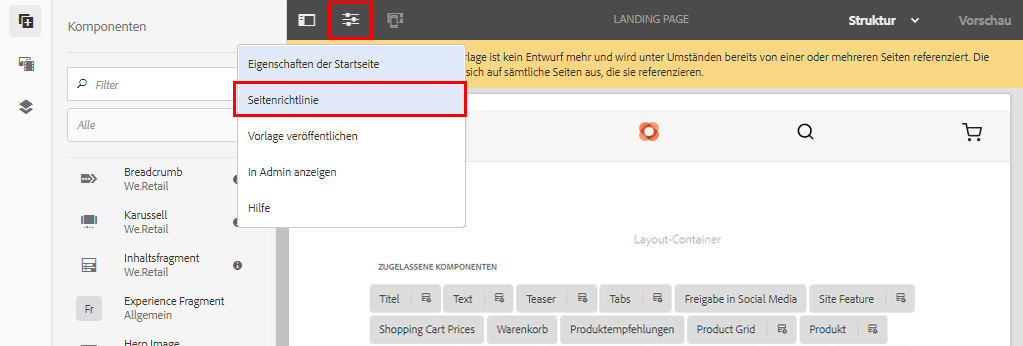 Komponenten
LANDING PAGE
Struktur
Vorschau
Filter
Alle
Breadcrumb
We.Retail
Karussell
We.Retail
Inhaltsfragment
We.Retail
Fr
Experience Fragment
Allgemein
Hero Image
Eigenschaften der Startseite
Seitenrichtlinie
Vorlage veröffentlichen
In Admin anzeigen
Hilfe
rlage ist kein Entwurf mehr und wird unter Umständen bereits von einer oder mehreren Seiten referenziert. Die
sich auf sämtliche Seiten aus, die sie referenzieren.
Layout-Container
ZUGELASSENE KOMPONENTEN
Titel Text Teaser Tabs Freigabe in Social Media Site Feature
Shopping Cart Prices Warenkorb Produktempfehlungen Product Grid Produkt